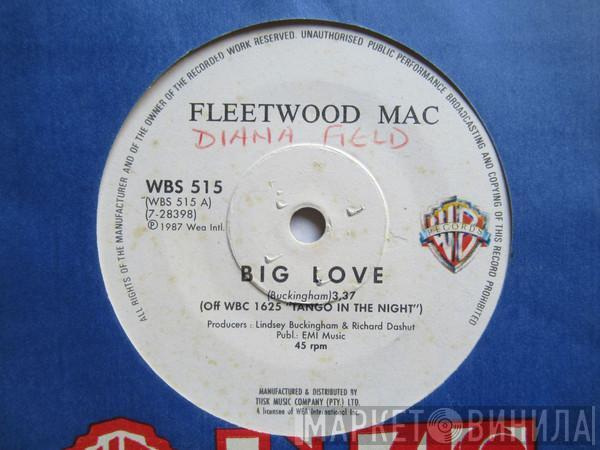 ALL RIGHTS OF THE MANUFACTURER AND OF THE OWNER OF THE RECORDED WORK RESERVED. UNAUTHORISED PUBLIC PERFORMANCE BROADCASTING AND COPYING OF THIS RECORD PROHIBITED
FLEETWOOD MAC
DIANA FIELD
WBS 515
(WBS 515 A)
(7-28398)
℗1987 Wea Intl.
WB
RECORDS
BIG LOVE
(Buckingham)3,37
(Off WBC 1625 "TANGO IN THE NIGHT")
Producers : Lindsey Buckingham & Richard Dashut
Publ.: EMI Music
45 rpm
MANUFACTURED & DISTRIBUTED BY
TUSK MUSIC COMPANY (PTY.) LTD.
A licensee of WEA International Inc.
МАРКЕТ ВИНИЛА